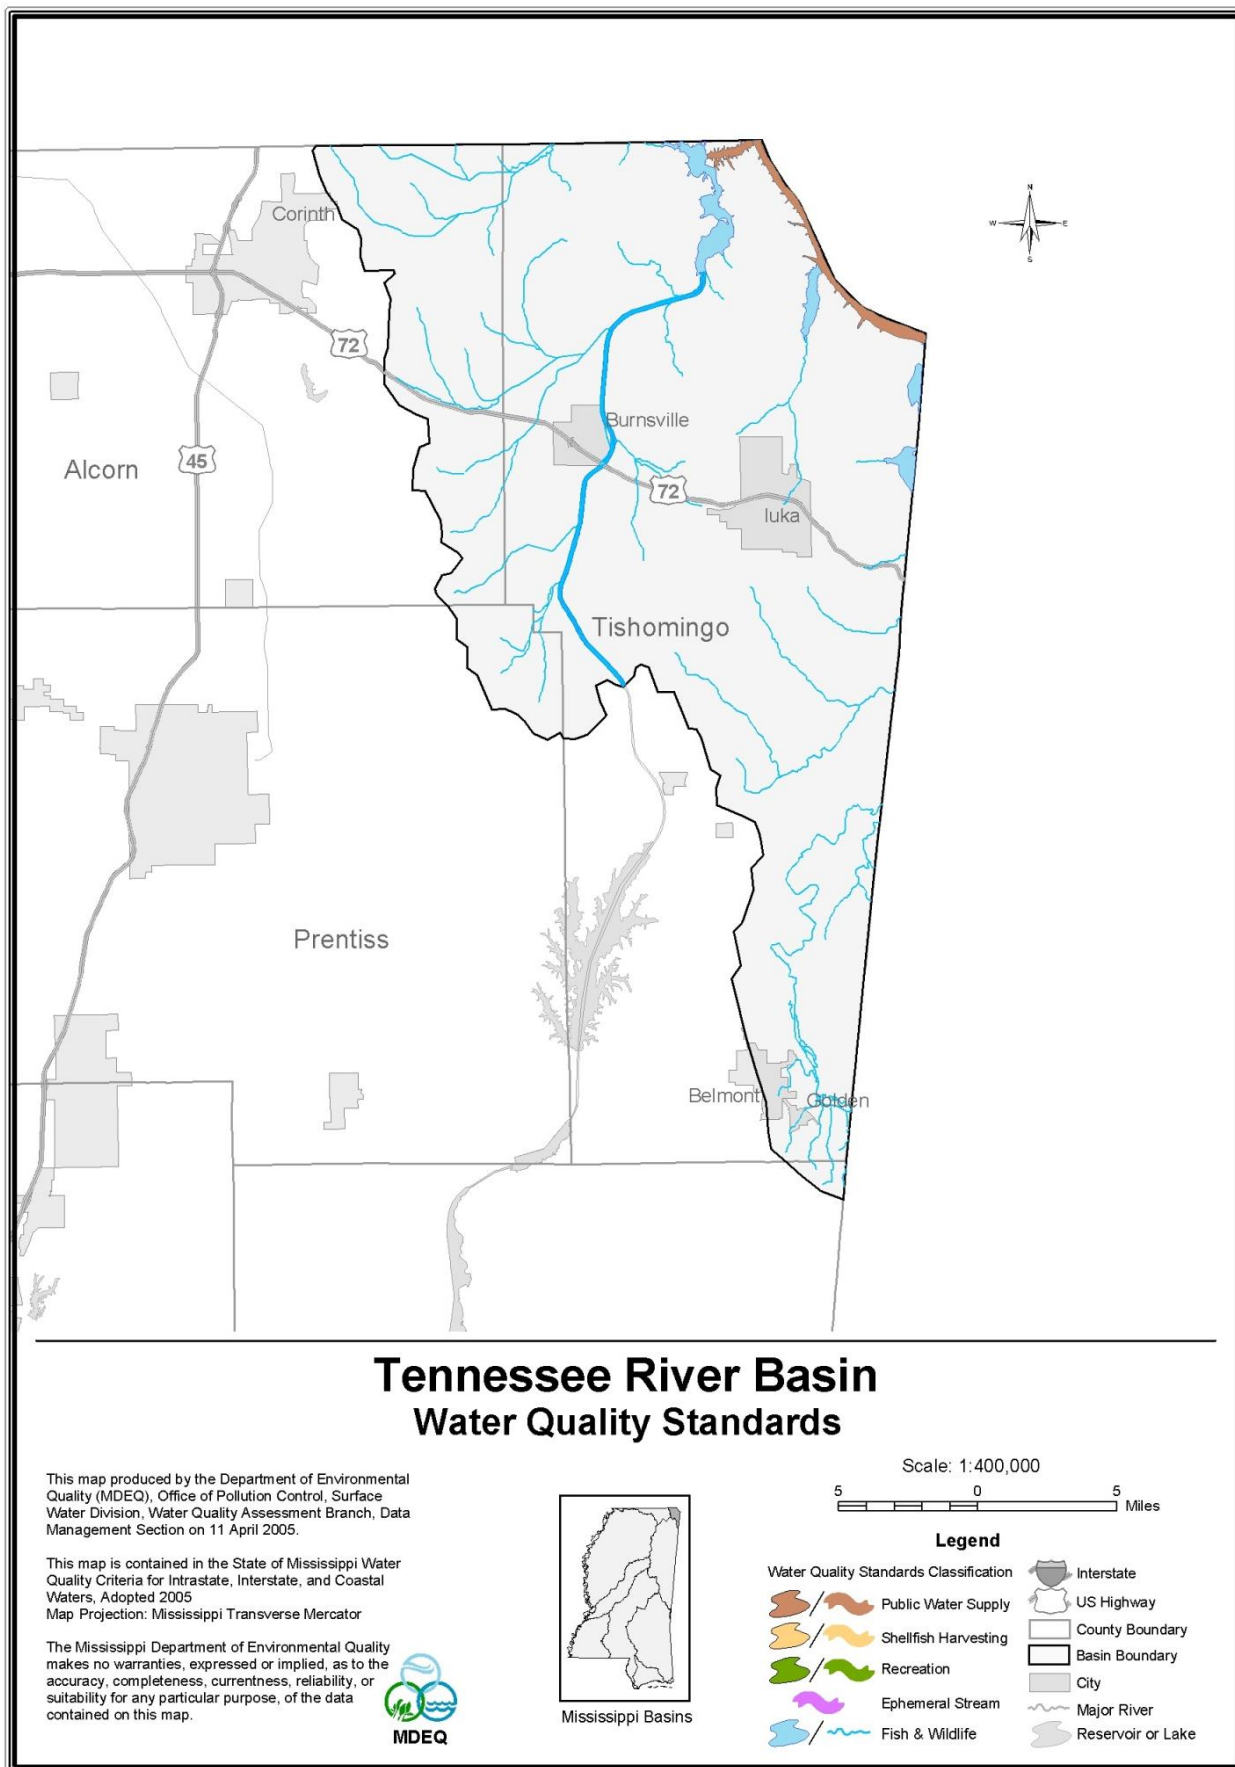 N
W
E
S
Corinth
72
Burnsville
Alcorn
45
72
Iuka
Tishomingo
Prentiss
Belmont
Golden
Tennessee River Basin
Water Quality Standards
This map produced by the Department of Environmental
Quality (MDEQ), Office of Pollution Control, Surface
Water Division, Water Quality Assessment Branch, Data
Management Section on 11 April 2005.
This map is contained in the State of Mississippi Water
Quality Criteria for Intrastate, Interstate, and Coastal
Waters, Adopted 2005
Map Projection: Mississippi Transverse Mercator
The Mississippi Department of Environmental Quality
makes no warranties, expressed or implied, as to the
accuracy, completeness, currentness, reliability, or
suitability for any particular purpose, of the data
contained on this map.
MDEQ
Mississippi Basins
Scale: 1:400,000
5 0 5
Miles
Legend
Water Quality Standards Classification
Public Water Supply
Shellfish Harvesting
Recreation
Ephemeral Stream
Fish & Wildlife
Interstate
US Highway
County Boundary
Basin Boundary
City
Major River
Reservoir or Lake